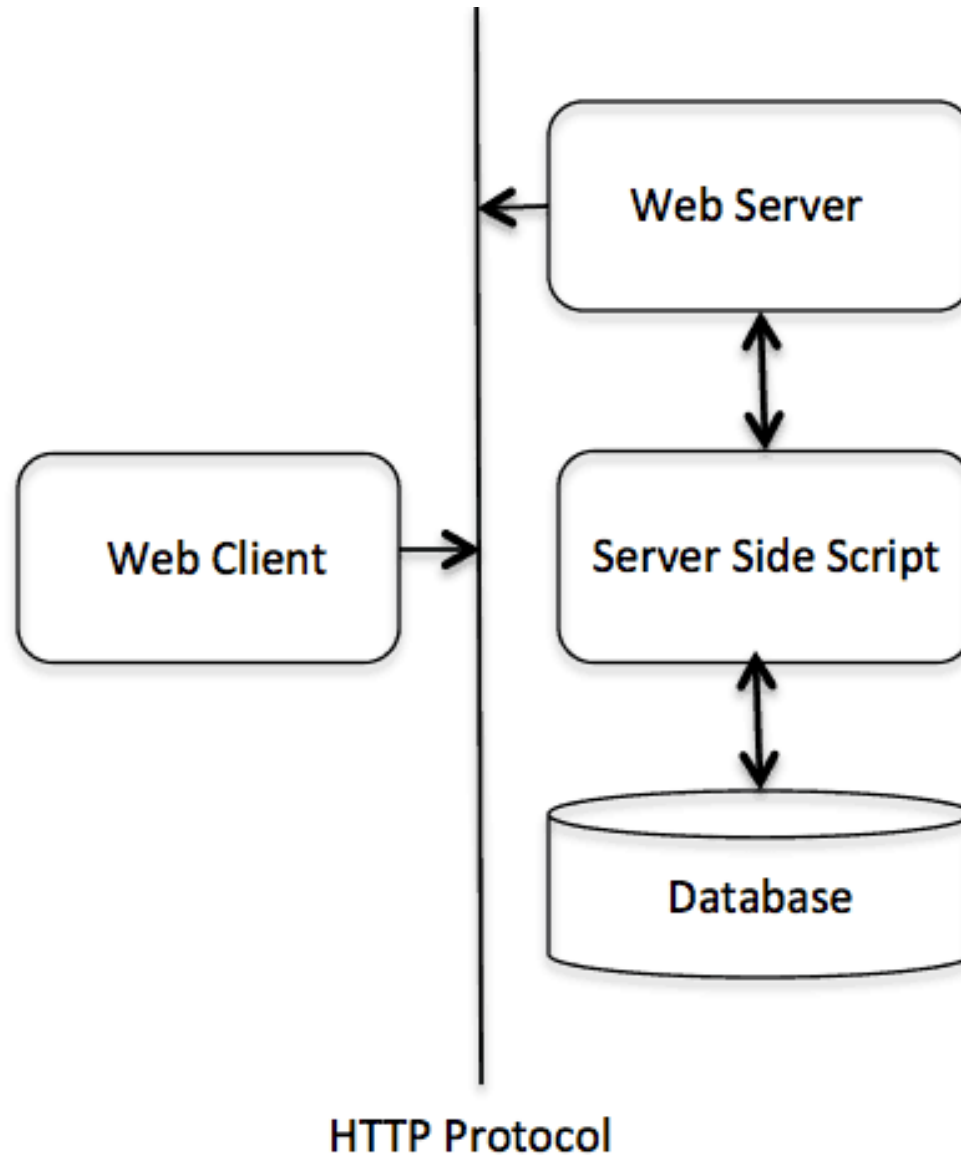 Web Server
Web Client
Server Side Script
Database
HTTP Protocol